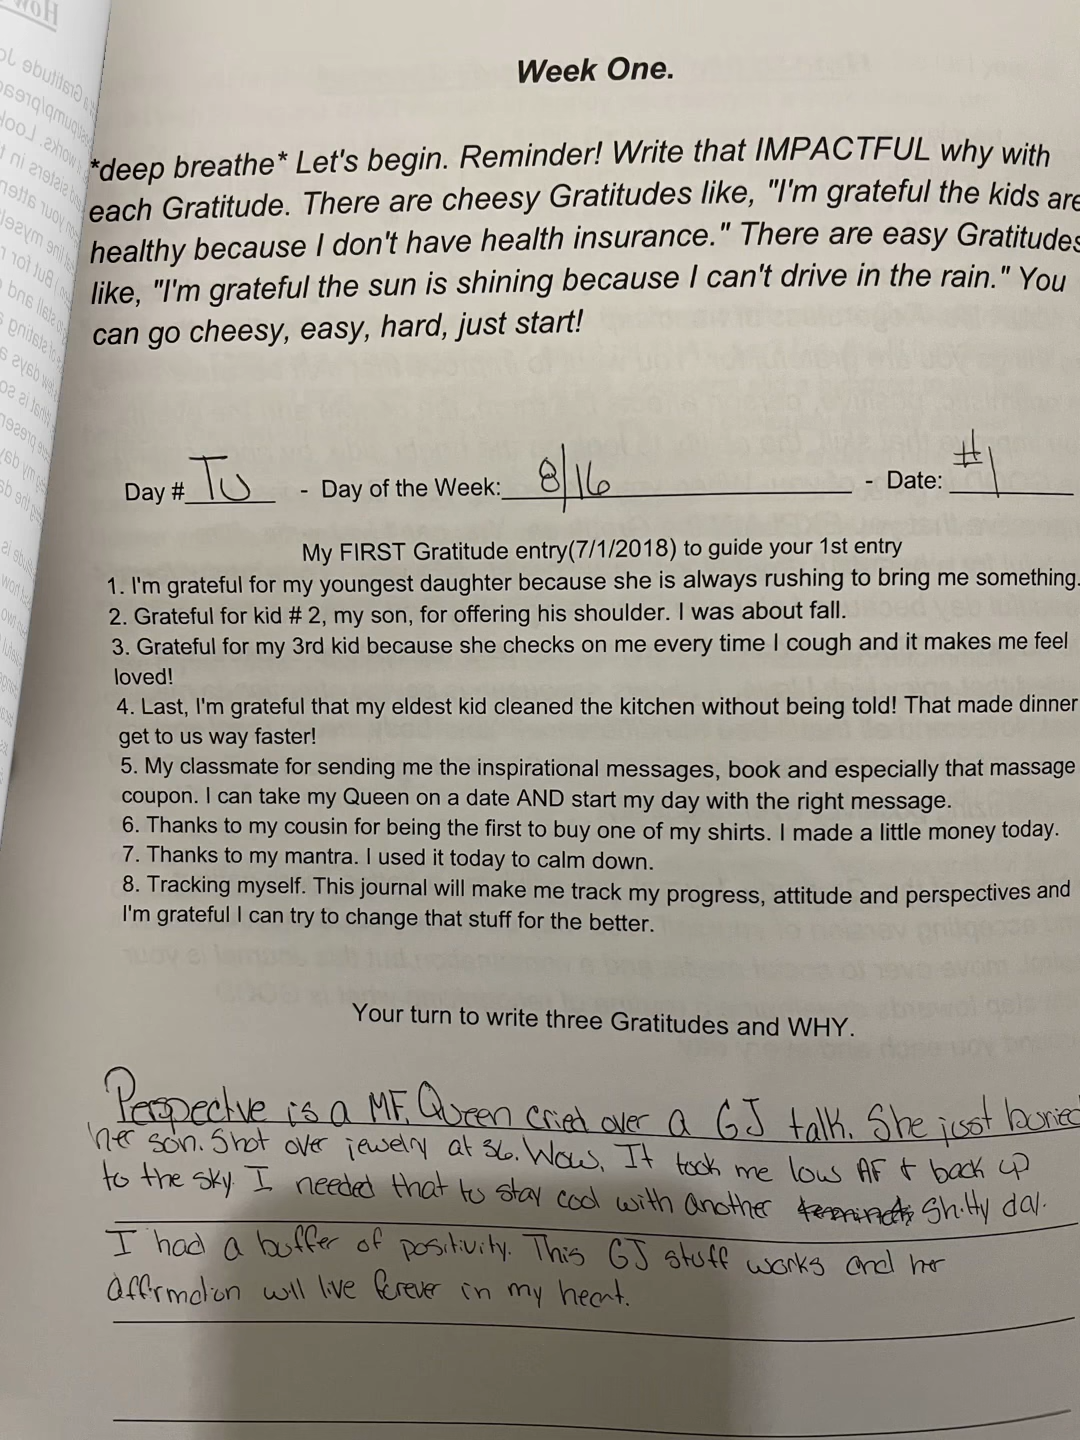 Week One.
*deep breathe* Let's begin. Reminder! Write that IMPACTFUL why with
each Gratitude. There are cheesy Gratitudes like, "I'm grateful the kids are
healthy because I don't have health insurance." There are easy Gratitudes
like, "I'm grateful the sun is shining because I can't drive in the rain." You
can go cheesy, easy, hard, just start!
Day # TU - Day of the Week: 8/16 - Date: #1
My FIRST Gratitude entry(7/1/2018) to guide your 1st entry
1. I'm grateful for my youngest daughter because she is always rushing to bring me something.
2. Grateful for kid # 2, my son, for offering his shoulder. I was about fall.
3. Grateful for my 3rd kid because she checks on me every time I cough and it makes me feel
loved!
4. Last, I'm grateful that my eldest kid cleaned the kitchen without being told! That made dinner
get to us way faster!
5. My classmate for sending me the inspirational messages, book and especially that massage
coupon. I can take my Queen on a date AND start my day with the right message.
6. Thanks to my cousin for being the first to buy one of my shirts. I made a little money today.
7. Thanks to my mantra. I used it today to calm down.
8. Tracking myself. This journal will make me track my progress, attitude and perspectives and
I'm grateful I can try to change that stuff for the better.
Your turn to write three Gratitudes and WHY.
Perspective is a MF. Queen cried over a GJ talk. She just buried
her son. Shot over jewelry at 36. Wow. It took me low AF & back up
to the sky. I needed that to stay cool with another shitty day.
I had a buffer of positivity. This GJ stuff works and her
affirmation will live forever in my heart.